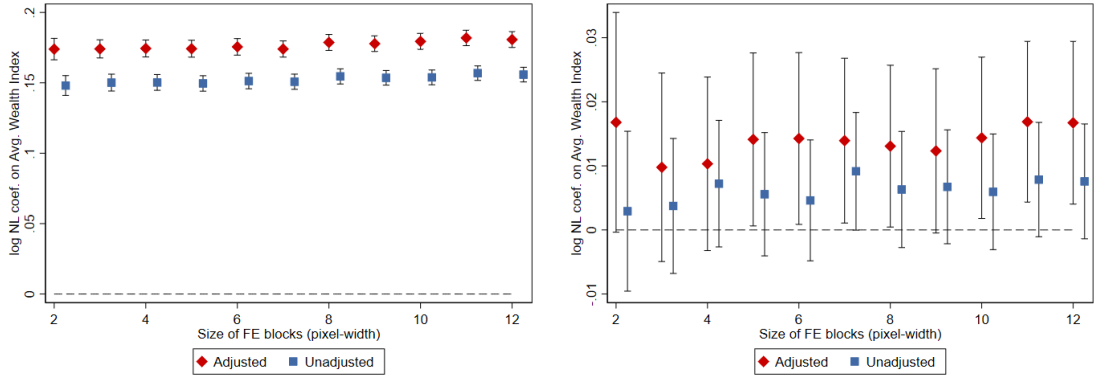 log NL coef. on Avg. Wealth Index
.2
.15
.1
.05
0
2 4 6 8 10 12
Size of FE blocks (pixel-width)
Adjusted Unadjusted
log NL coef. on Avg. Wealth Index
.03
.02
.01
0
-.01
2 4 6 8 10 12
Size of FE blocks (pixel-width)
Adjusted Unadjusted